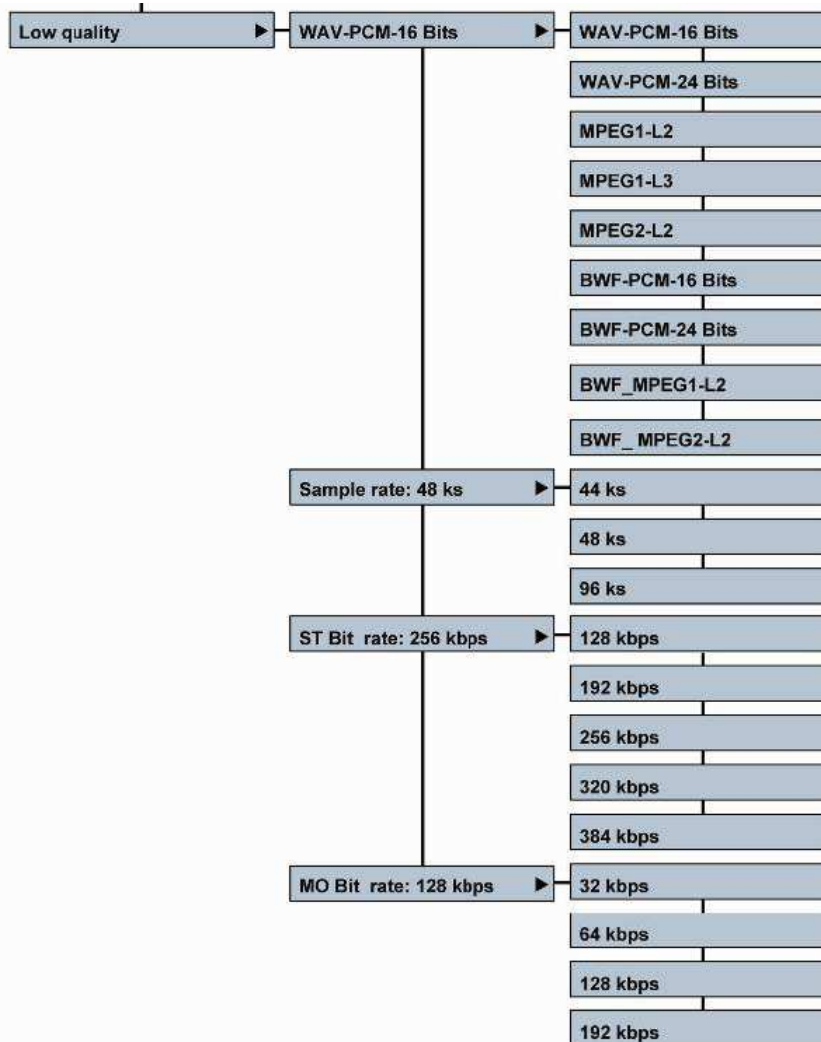 Low quality
WAV-PCM-16 Bits
WAV-PCM-16 Bits
WAV-PCM-24 Bits
MPEG1-L2
MPEG1-L3
MPEG2-L2
BWF-PCM-16 Bits
BWF-PCM-24 Bits
BWF_MPEG1-L2
BWF_ MPEG2-L2
Sample rate: 48 ks
44 ks
48 ks
96 ks
ST Bit rate: 256 kbps
128 kbps
192 kbps
256 kbps
320 kbps
384 kbps
MO Bit rate: 128 kbps
32 kbps
64 kbps
128 kbps
192 kbps